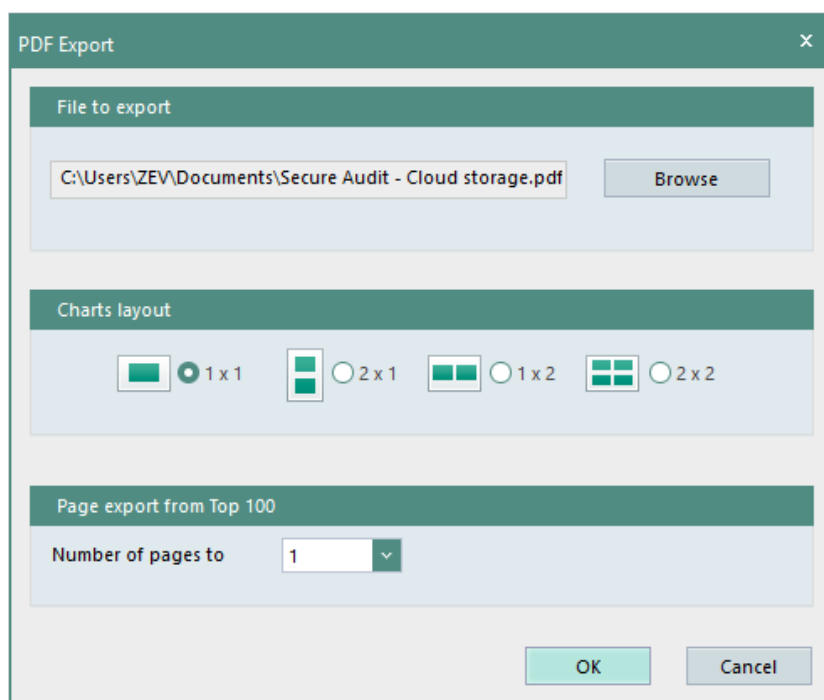 PDF Export
x
File to export
C:\Users\ZEV\Documents\Secure Audit - Cloud storage.pdf
Browse
Charts layout
1 x 1
2 x 1
1 x 2
2 x 2
Page export from Top 100
Number of pages to
1
OK
Cancel